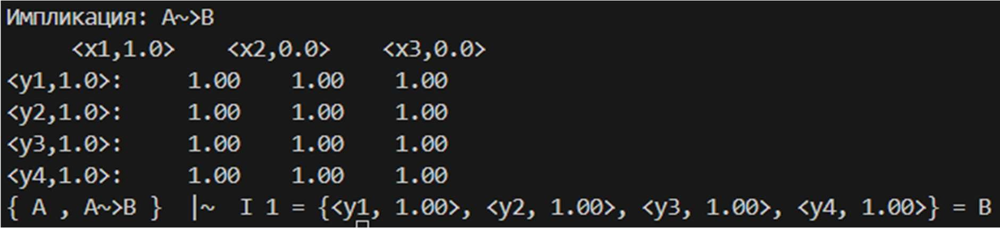 Импликация: A~>B
<x1,1.0> <x2,0.0> <x3,0.0>
<y1,1.0>: 1.00 1.00 1.00
<y2,1.0>: 1.00 1.00 1.00
<y3,1.0>: 1.00 1.00 1.00
<y4,1.0>: 1.00 1.00 1.00
{ A , A~>B } |~ I 1 = {<y1, 1.00>, <y2, 1.00>, <y3, 1.00>, <y4, 1.00>} = B